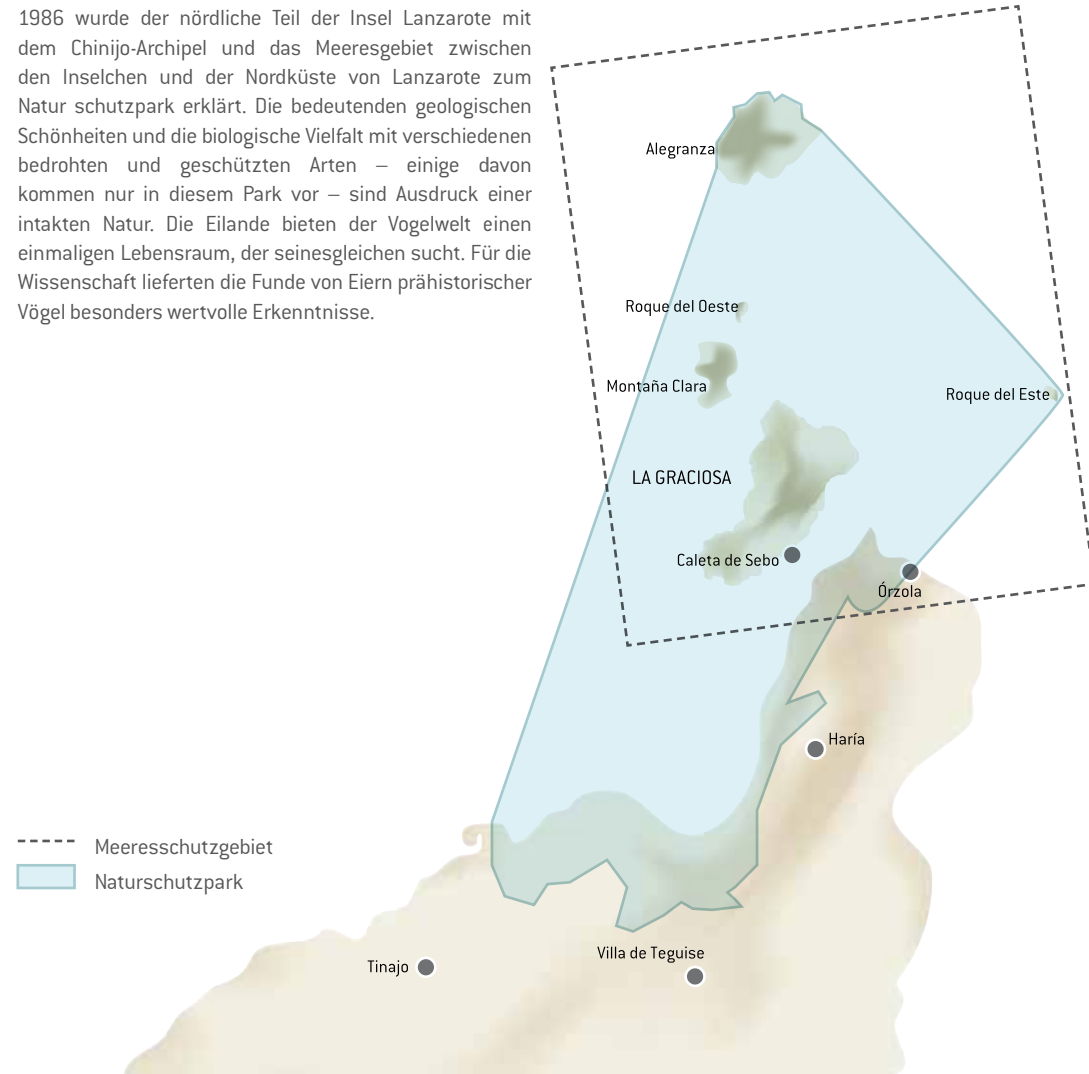 1986 wurde der nördliche Teil der Insel Lanzarote mit
dem Chinijo-Archipel und das Meeresgebiet zwischen
den Inselchen und der Nordküste von Lanzarote zum
Natur schutzpark erklärt. Die bedeutenden geologischen
Schönheiten und die biologische Vielfalt mit verschiedenen
bedrohten und geschützten Arten – einige davon
kommen nur in diesem Park vor – sind Ausdruck einer
intakten Natur. Die Eilande bieten der Vogelwelt einen
einmaligen Lebensraum, der seinesgleichen sucht. Für die
Wissenschaft lieferten die Funde von Eiern prähistorischer
Vögel besonders wertvolle Erkenntnisse.
Alegranza
Roque del Oeste
Montaña Clara
Roque del Este
LA GRACIOSA
Caleta de Sebo
Órzola
Haría
Meeresschutzgebiet
Naturschutzpark
Villa de Teguise
Tinajo